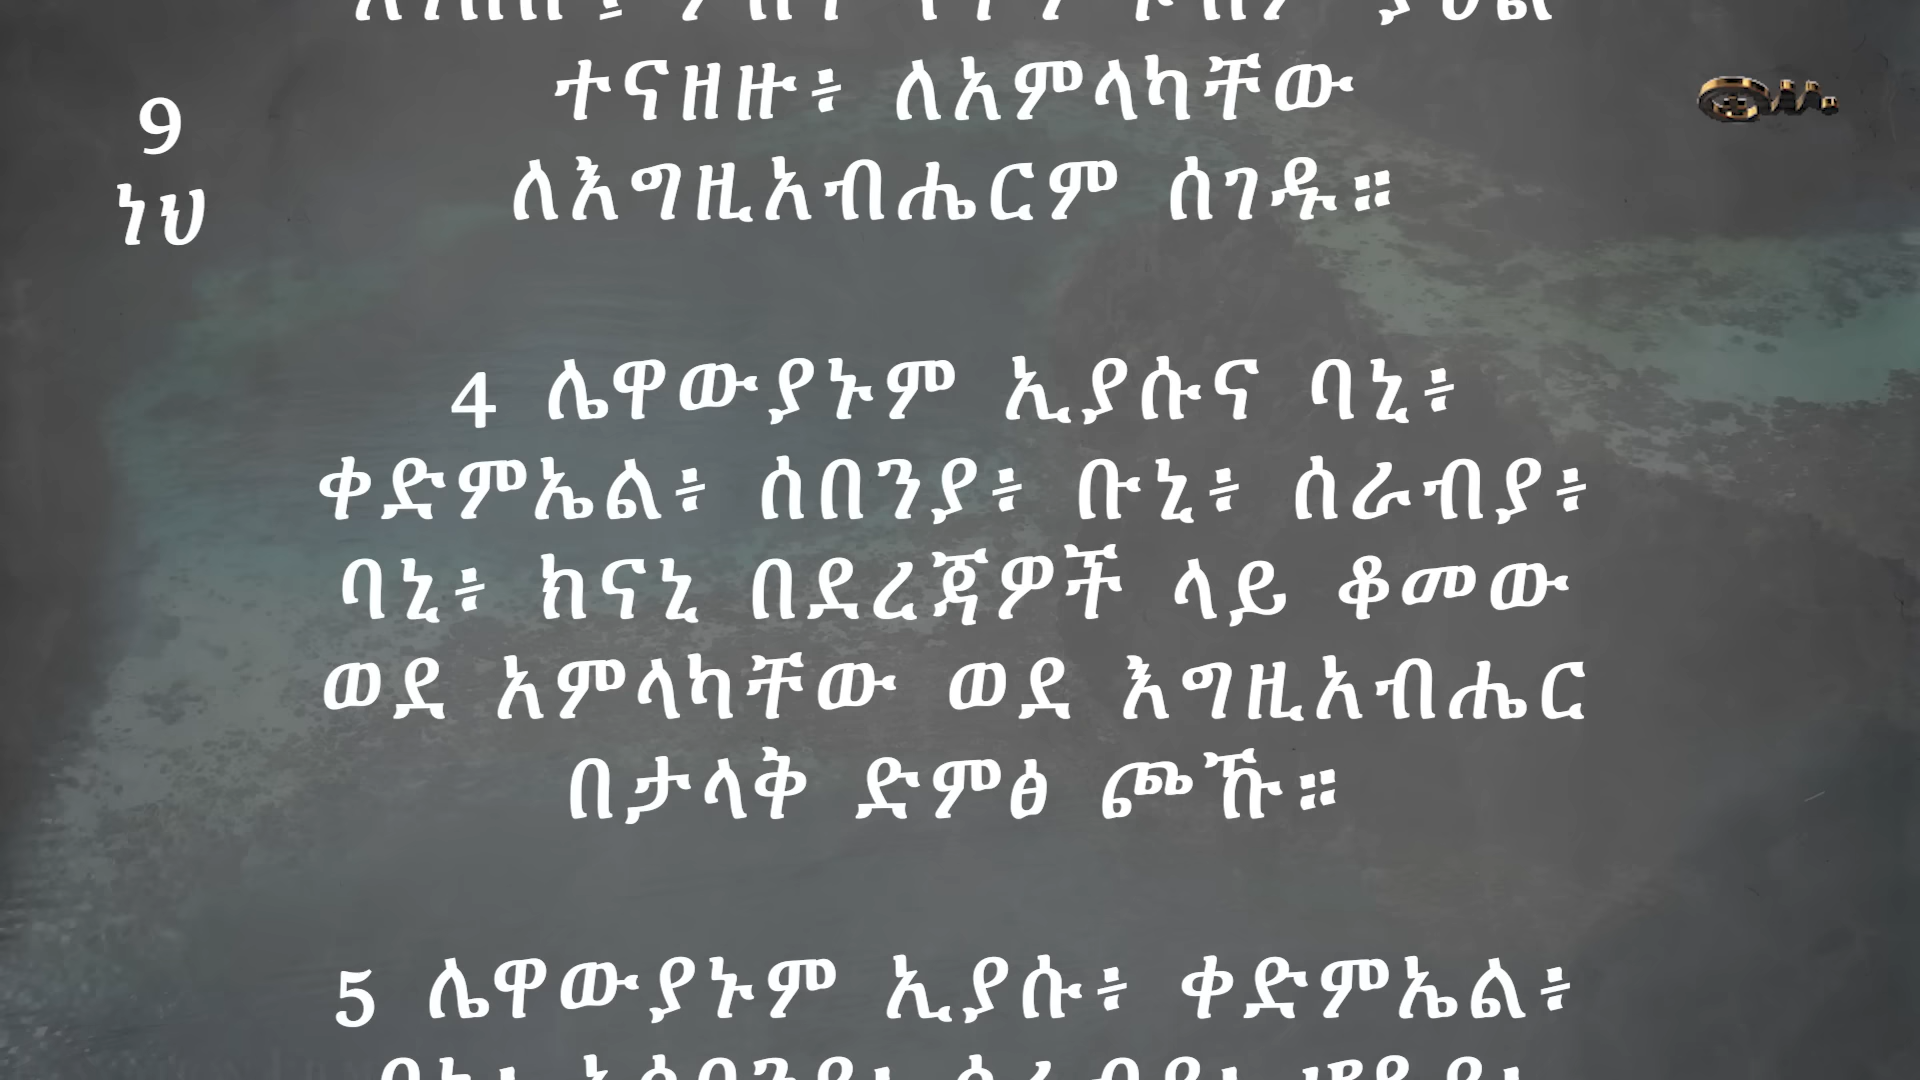 9
ነህ
ተናዘዙ፥ ለአምላካቸው
ለእግዚአብሔርም ሰገዱ።
4 ሌዋውያኑም ኢያሱና ባኒ፥
ቀድምኤል፥ ሰበንያ፥ ቡኒ፥ ሰራብያ፥
ባኒ፥ ክናኒ በደረጃዎች ላይ ቆመው
ወደ አምላካቸው ወደ እግዚአብሔር
በታላቅ ድምፅ ጮኹ።
5 ሌዋውያኑም ኢያሱ፥ ቀድምኤል፥